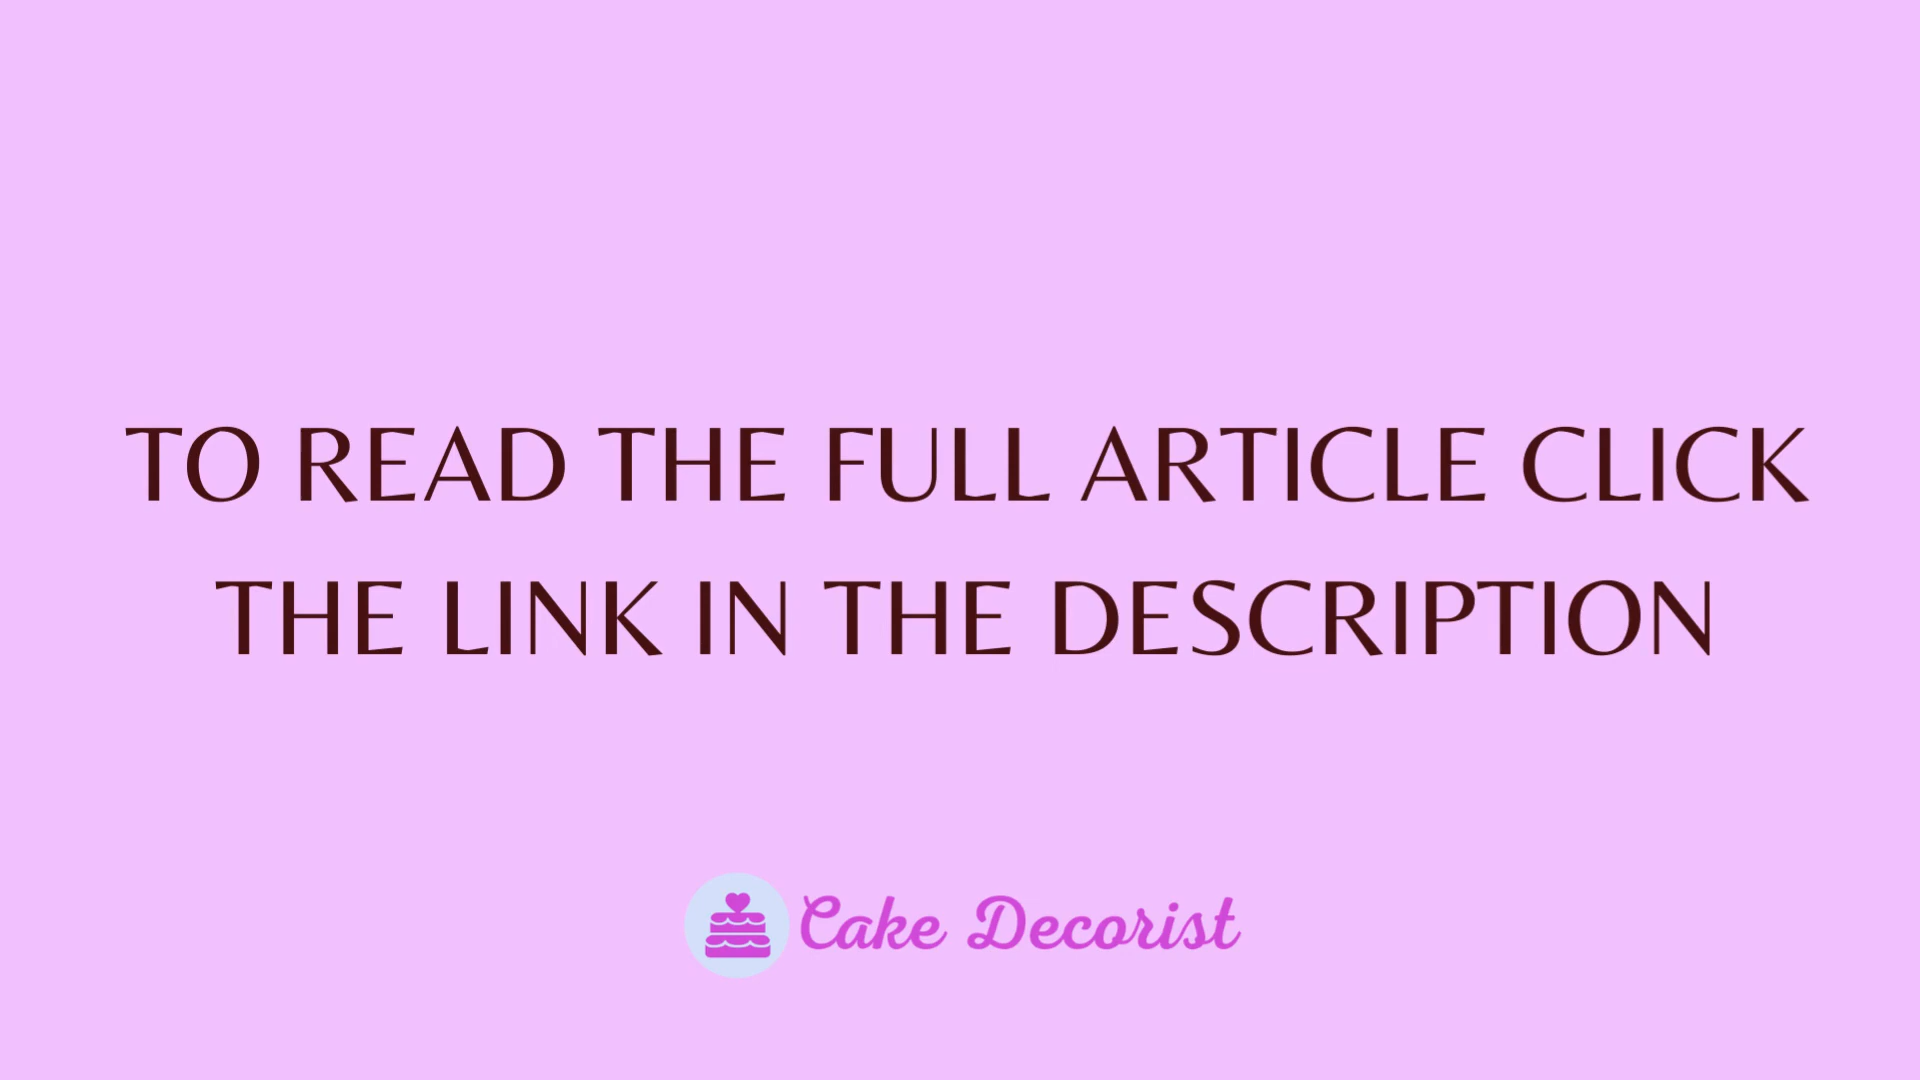 TO READ THE FULL ARTICLE CLICK
THE LINK IN THE DESCRIPTION
Cake Decorist